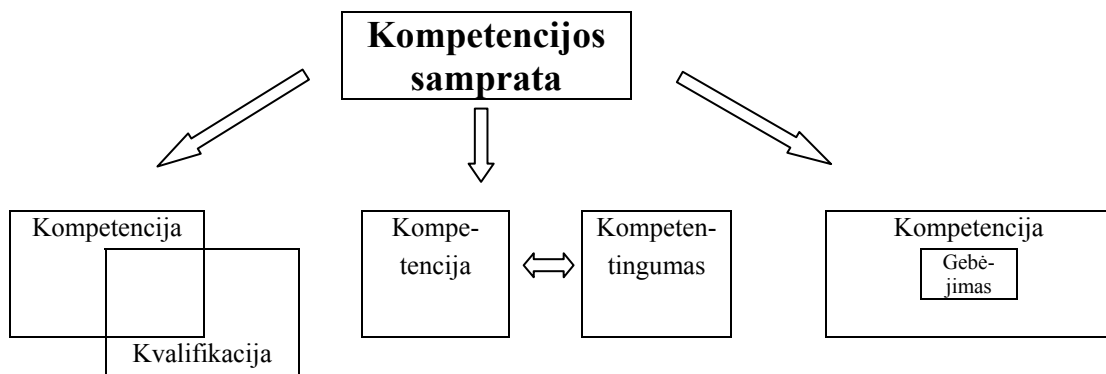 Kompetencijos
samprata
Kompetencija
Kvalifikacija
Kompe-
tencija
Kompeten-
tingumas
Kompetencija
Gebė-
jimas